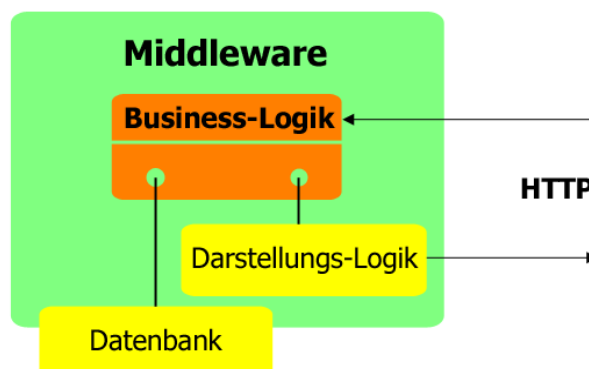 Middleware
Business-Logik
HTTP
Darstellungs-Logik
Datenbank